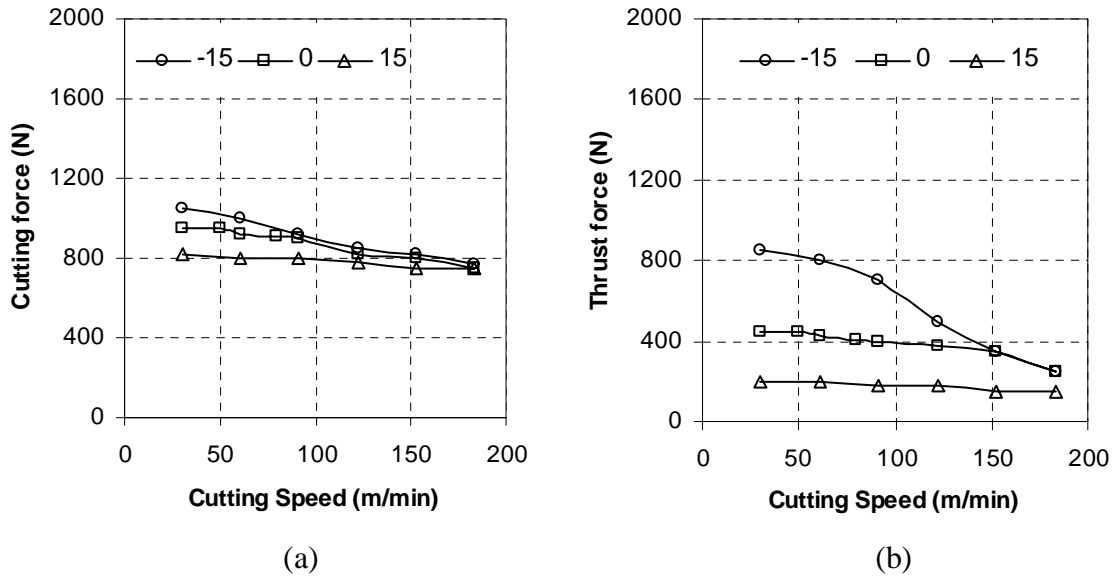 2000
-15 0 15
1600
1200
800
400
0
0 50 100 150 200
Cutting force (N)
Cutting Speed (m/min)
(a)
2000
-15 0 15
1600
1200
800
400
0
0 50 100 150 200
Thrust force (N)
Cutting Speed (m/min)
(b)